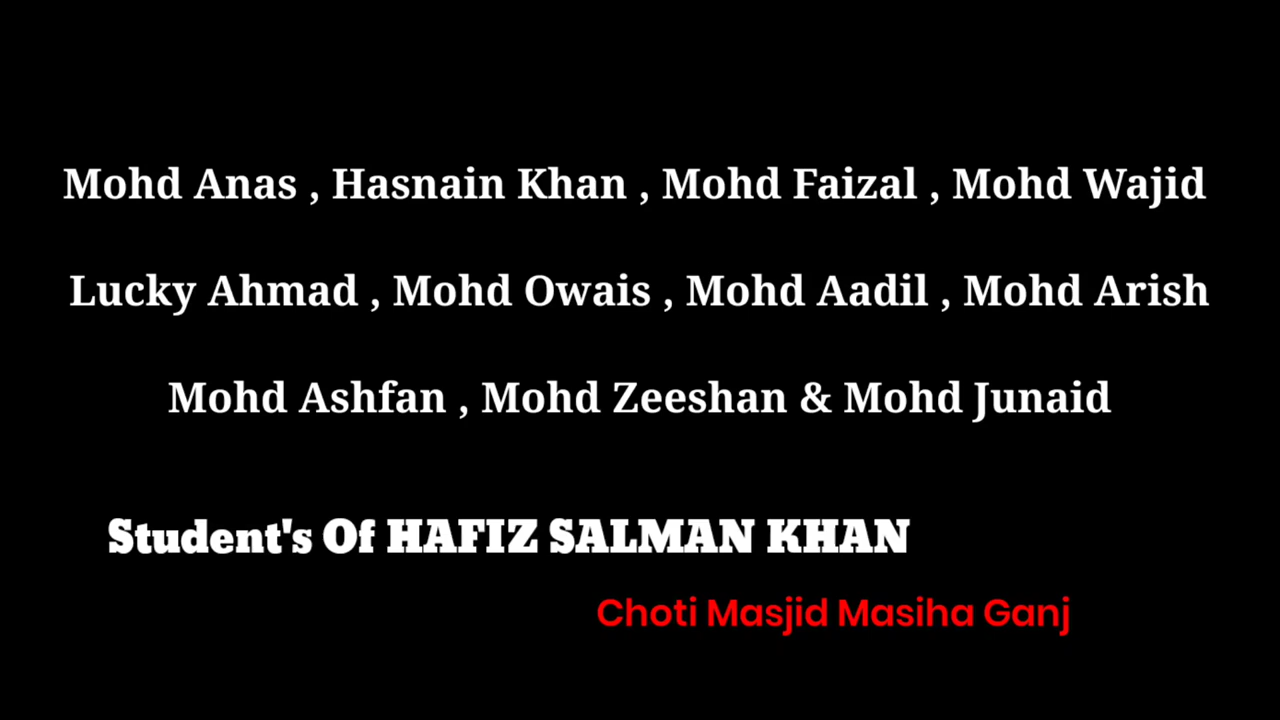 Mohd Anas , Hasnain Khan , Mohd Faizal , Mohd Wajid
Lucky Ahmad , Mohd Owais , Mohd Aadil , Mohd Arish
Mohd Ashfan , Mohd Zeeshan & Mohd Junaid
Student's Of HAFIZ SALMAN KHAN
Choti Masjid Masiha Ganj